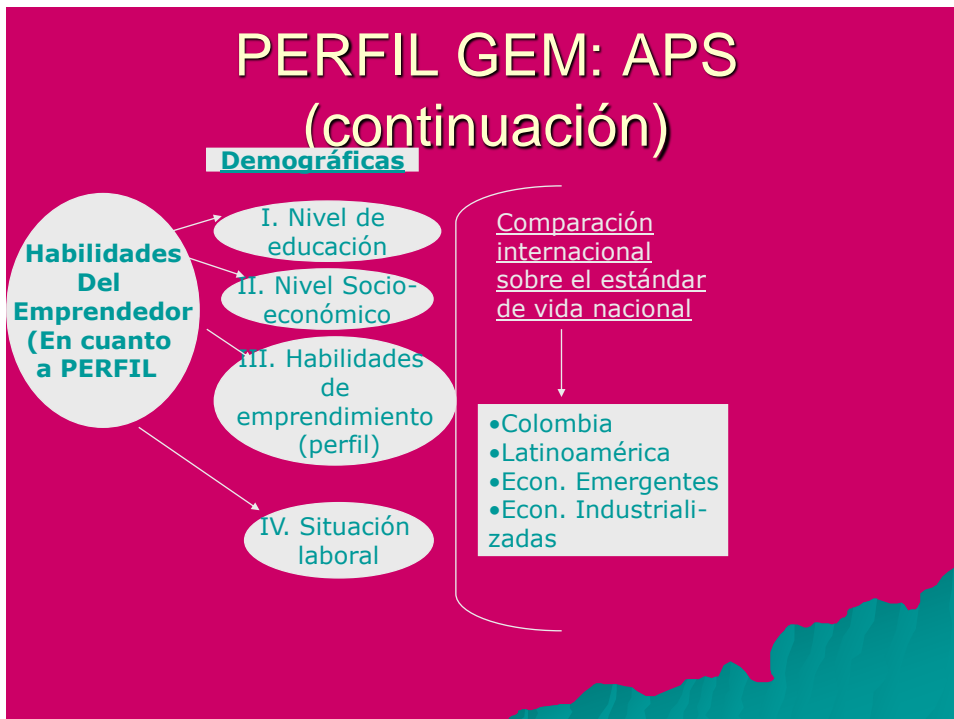 PERFIL GEM: APS
(continuación)
Demográficas
Habilidades
Del
Emprendedor
(En cuanto
a PERFIL
I. Nivel de
educación
II. Nivel Socio-
económico
III. Habilidades
de
emprendimiento
(perfil)
IV. Situación
laboral
Comparación
internacional
sobre el estándar
de vida nacional
•Colombia
•Latinoamérica
•Econ. Emergentes
•Econ. Industriali-
zadas